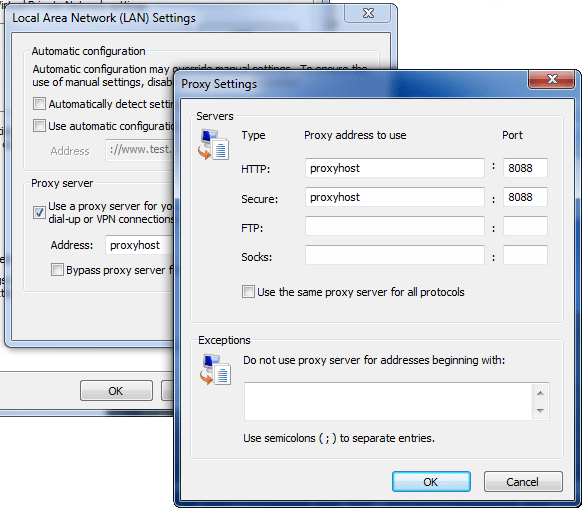 Local Area Network (LAN) Settings
Automatic configuration
Automatic configuration may override manual settings. To ensure the
use of manual settings, disab
Automatically detect setti
Use automatic configuratio
Address ://www.test.
Proxy server
Use a proxy server for yo
dial-up or VPN connections
Address: proxyhost
Bypass proxy server f
OK
Proxy Settings
Servers
Type Proxy address to use Port
HTTP: proxyhost : 8088
Secure: proxyhost : 8088
FTP: :
Socks: :
Use the same proxy server for all protocols
Exceptions
Do not use proxy server for addresses beginning with:
Use semicolons ( ; ) to separate entries.
OK Cancel